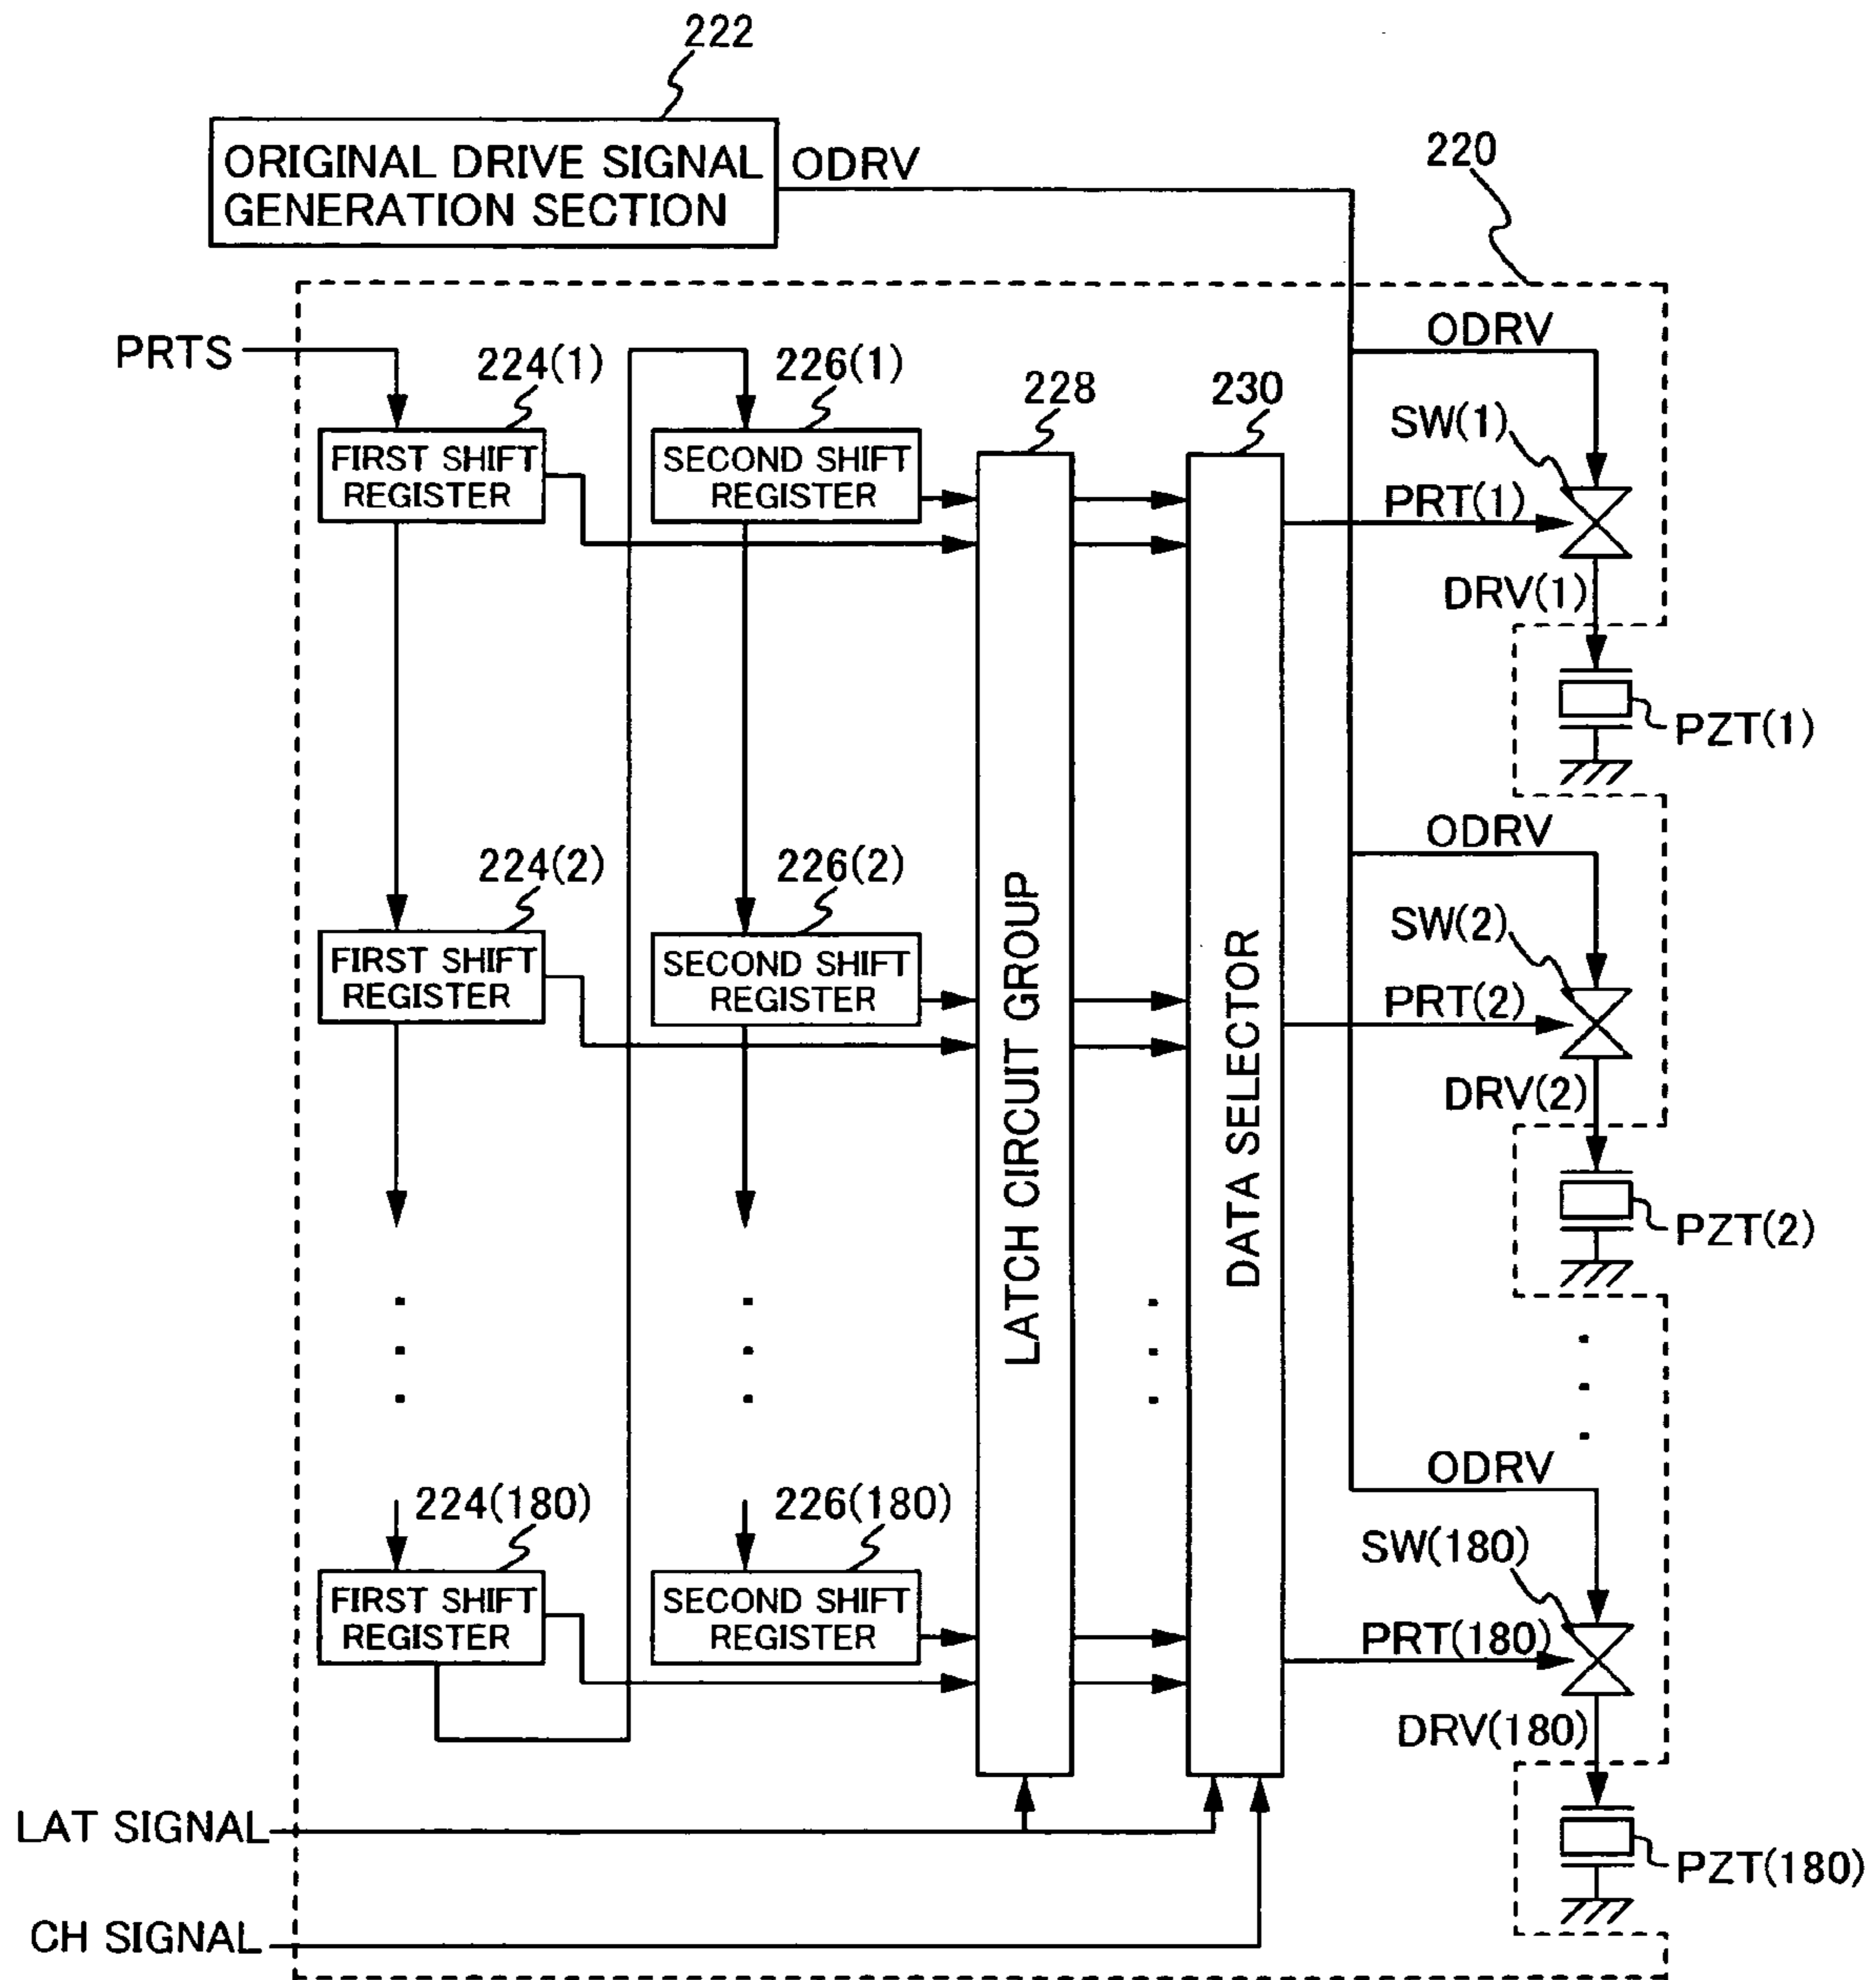 222
ORIGINAL DRIVE SIGNAL
GENERATION SECTION
ODRV
220
PRTS
224(1)
226(1)
228
230
ODRV
SW(1)
FIRST SHIFT
REGISTER
SECOND SHIFT
REGISTER
PRT(1)
DRV(1)
PZT(1)
224(2)
226(2)
ODRV
SW(2)
FIRST SHIFT
REGISTER
SECOND SHIFT
REGISTER
PRT(2)
LATCH CIRCUIT GROUP
DATA SELECTOR
DRV(2)
PZT(2)
ODRV
224(180)
226(180)
SW(180)
FIRST SHIFT
REGISTER
SECOND SHIFT
REGISTER
PRT(180)
DRV(180)
LAT SIGNAL
PZT(180)
CH SIGNAL